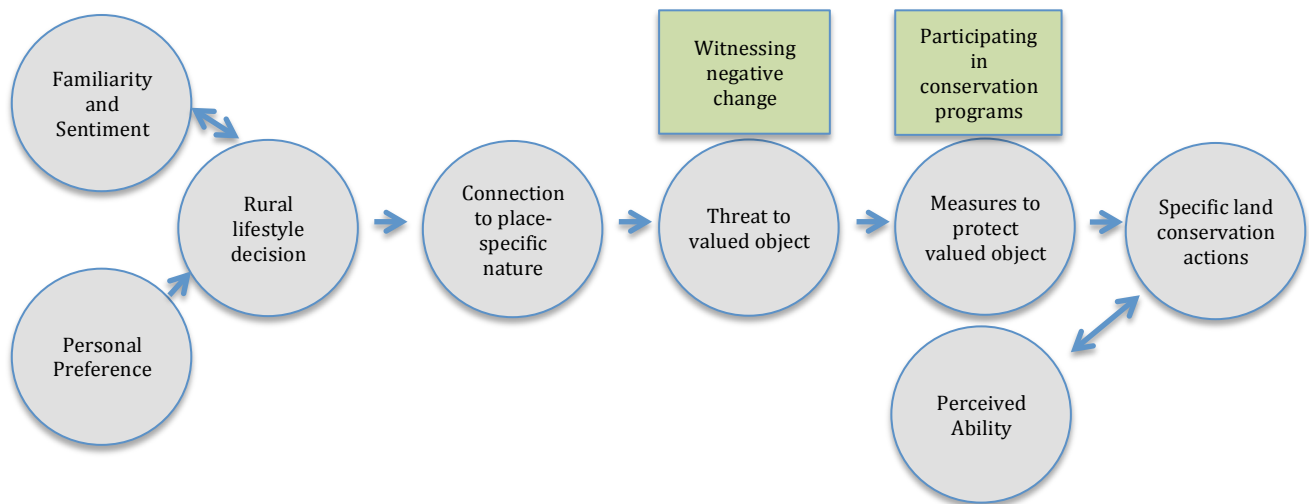 Familiarity
and
Sentiment
Personal
Preference
Rural
lifestyle
decision
Connection
to place-
specific
nature
Witnessing
negative
change
Threat to
valued object
Participating
in
conservation
programs
Measures to
protect
valued object
Perceived
Ability
Specific land
conservation
actions